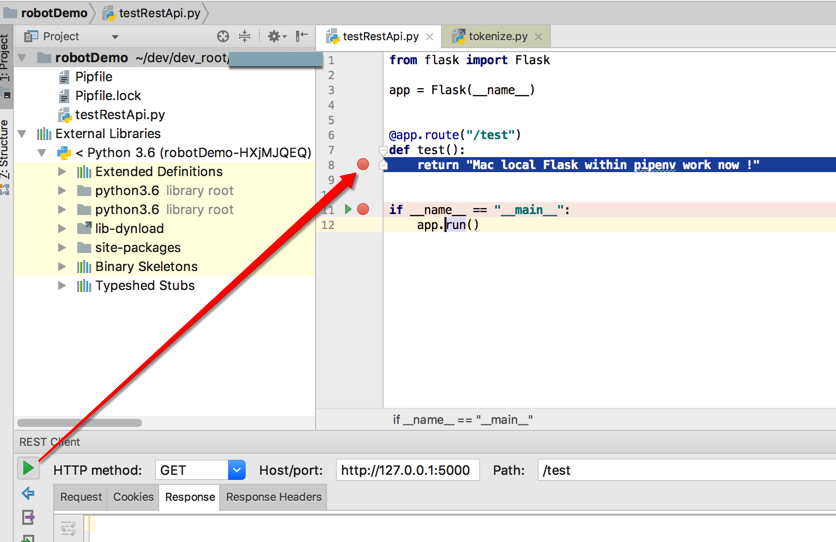 robotDemo testRestApi.py
Project
testRestApi.py
tokenize.py
1: Project
7: Structure
robotDemo ~/dev/dev_root/
Pipfile
Pipfile.lock
testRestApi.py
External Libraries
< Python 3.6 (robotDemo-HXjMJQEQ)
Extended Definitions
python3.6 library root
python3.6 library root
lib-dynload
site-packages
Binary Skeletons
Typeshed Stubs
1 from flask import Flask
2
3 app = Flask(__name__)
4
5
6 @app.route("/test")
7 def test():
8 return "Mac local Flask within pipenv work now !"
9
11 if __name__ == "__main__":
12 app.run()
if __name__ == "__main__"
REST Client
HTTP method: GET Host/port: http://127.0.0.1:5000 Path: /test
Request Cookies Response Response Headers